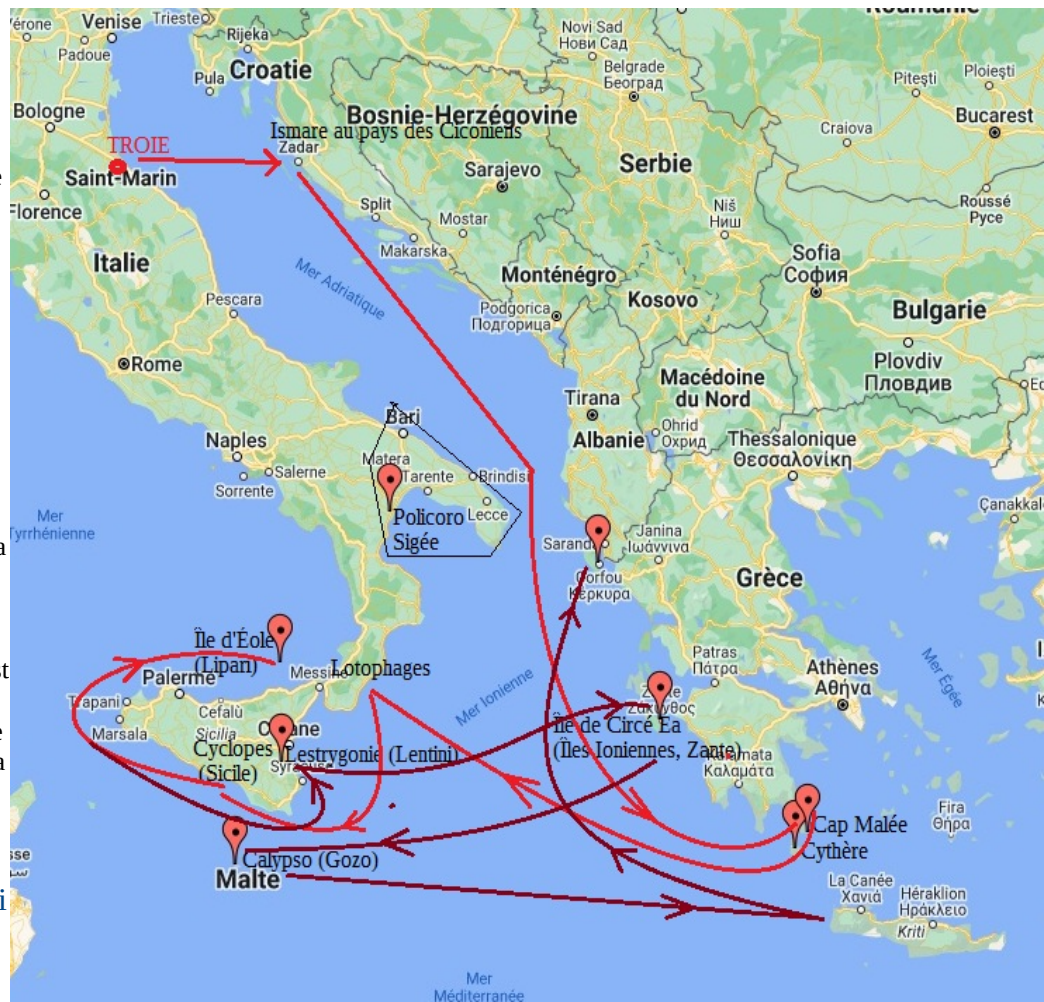 Roumanie
Vérone
Venise
Trieste
Padoue
Rijeka
Croatie
Pula
Novi Sad
Нови Сад
Belgrade
Београд
Pitești
Ploiești
Bucarest
Craiova
Bologne
TROIE
Saint-Marin
Florence
Ismare au pays des Ciconiens
Zadar
Bosnie-Herzégovine
Sarajevo
Serbie
Split
Mostar
Makarska
Niš
Ниш
Roussé
Русе
Sofia
София
Italie
Mer Adriatique
Monténégro
Kosovo
Podgorica
Подгорица
Bulgarie
Plovdiv
Пловдив
Pescara
Rome
Macédoine
du Nord
Tirana
Albanie
Ohrid
Охрид
Thessalonique
Θεσσαλονίκη
Naples
Salerne
Sorrente
Bari
Matera
Tarente
Brindisi
Lecce
Policoro
Sigée
Çanakkale
Mer
Tyrrhénienne
Janina
Ιωάννινα
Corfou
Κέρκυρα
Grèce
Île d'Éole
(Lipari)
Messine
Lotophages
Palerme
Trapani
Marsala
Cefalù
Sicile
Mer Ionienne
Patras
Πάτρα
Athènes
Αθήνα
Mer Égée
Île de Circé Ea
(Îles Ioniennes, Zante)
Καλαμάτα
Cyclopes
(Sicile)
Lestrygonie (Lentini)
Cap Malée
Cythère
Fira
Θήρα
Calypso (Gozo)
Malte
La Canée
Χανιά
Héraklion
Ηράκλειο
Kriti
Mer
Méditerranée